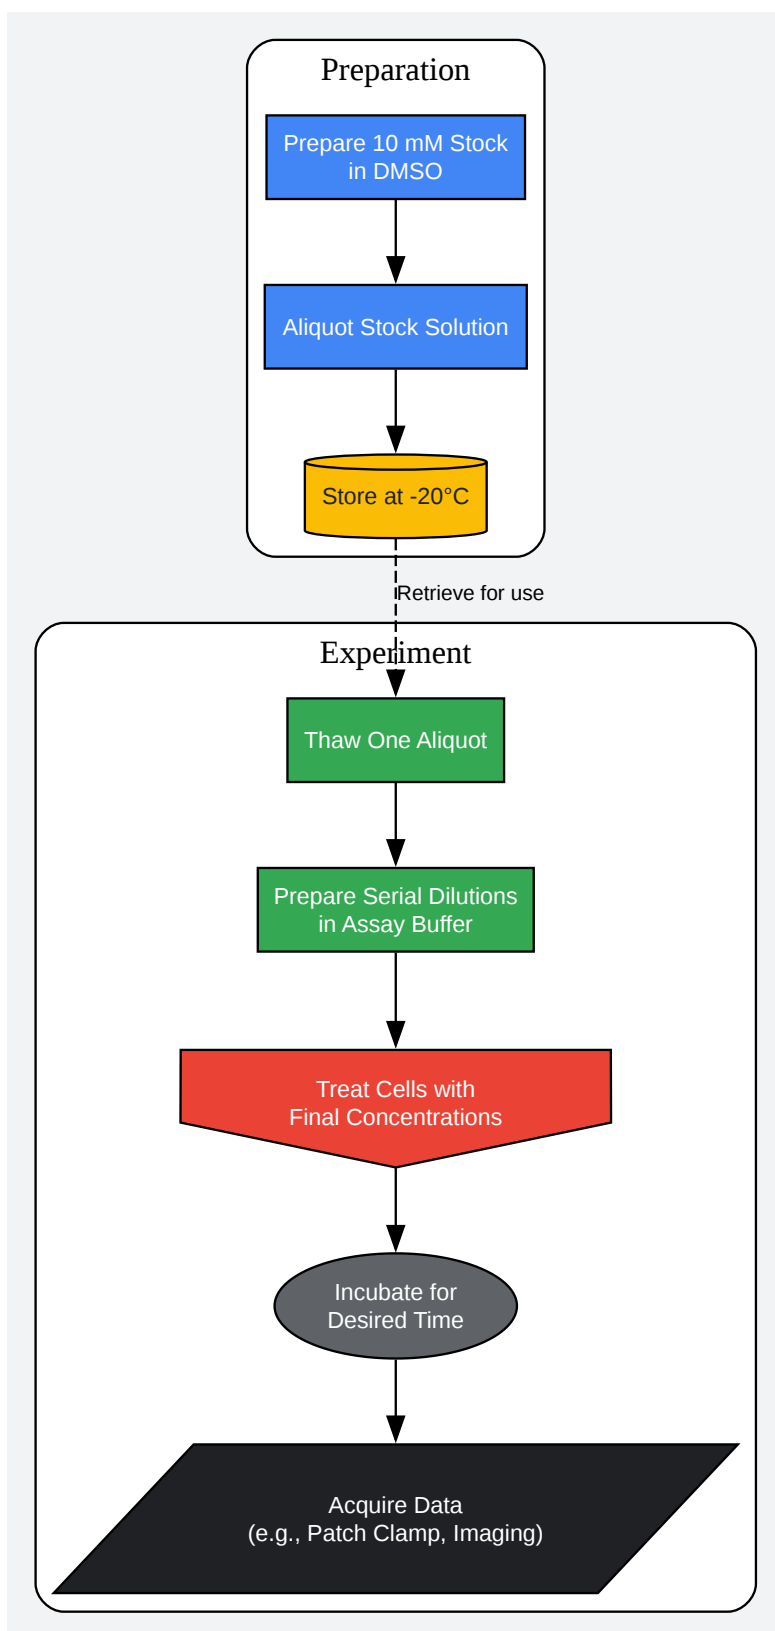 Preparation
Prepare 10 mM Stock
in DMSO
Aliquot Stock Solution
Store at -20°C
Retrieve for use
Experiment
Thaw One Aliquot
Prepare Serial Dilutions
in Assay Buffer
Treat Cells with
Final Concentrations
Incubate for
Desired Time
Acquire Data
(e.g., Patch Clamp, Imaging)